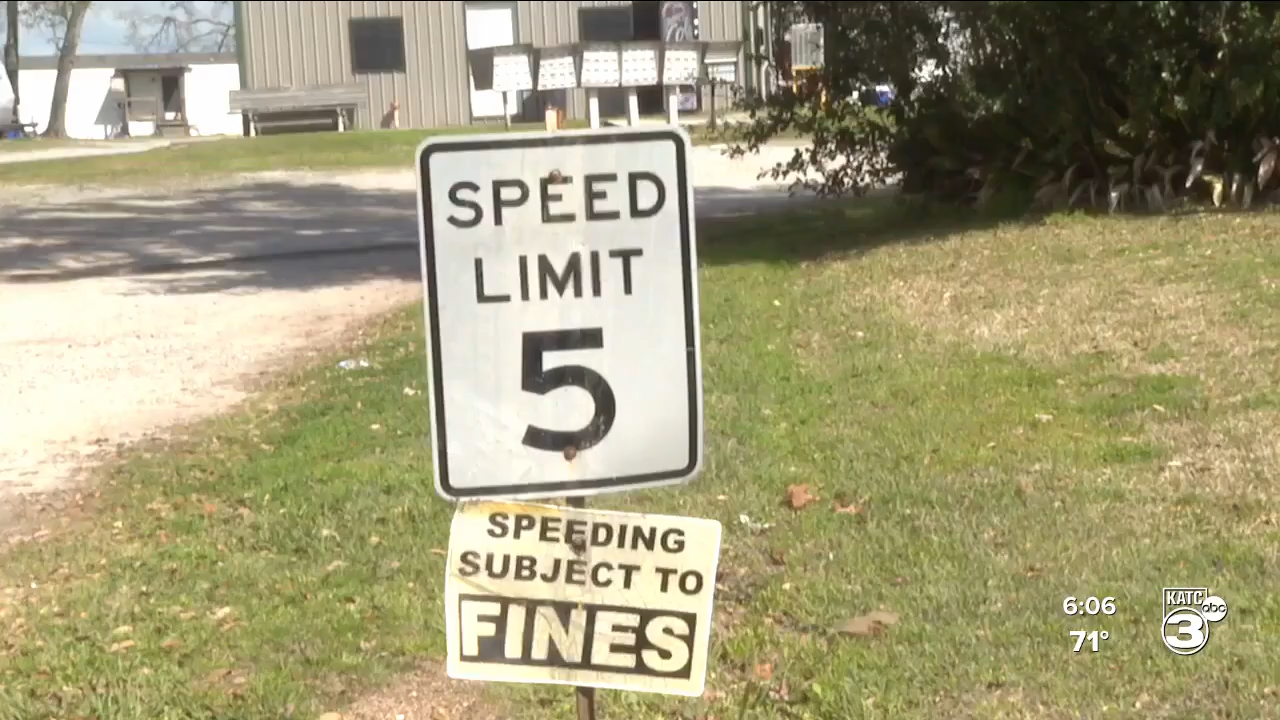 SPEED
LIMIT
5
SPEEDING
SUBJECT TO
FINES
6:06
71°
KATC
abc
3